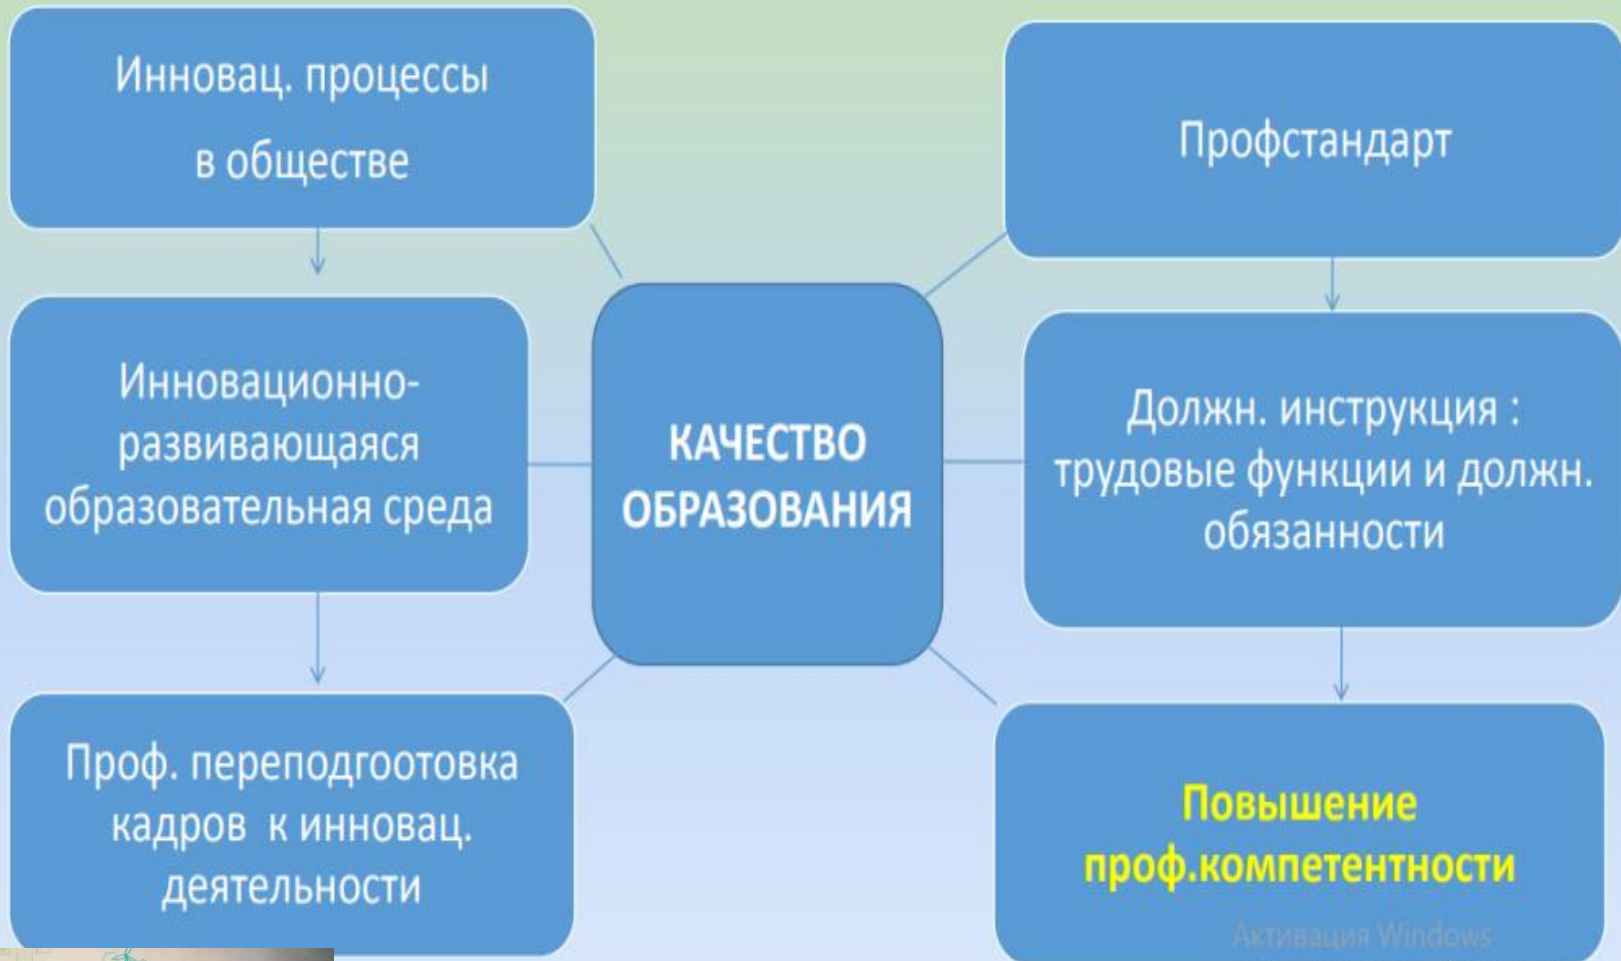 Инновац. процессы
в обществе
Профстандарт
Инновационно-
развивающаяся
образовательная среда
КАЧЕСТВО
ОБРАЗОВАНИЯ
Должн. инструкция :
трудовые функции и должн.
обязанности
Проф. переподгоотовка
кадров к инновац.
деятельности
Повышение
проф.компетентности
Активация Windows